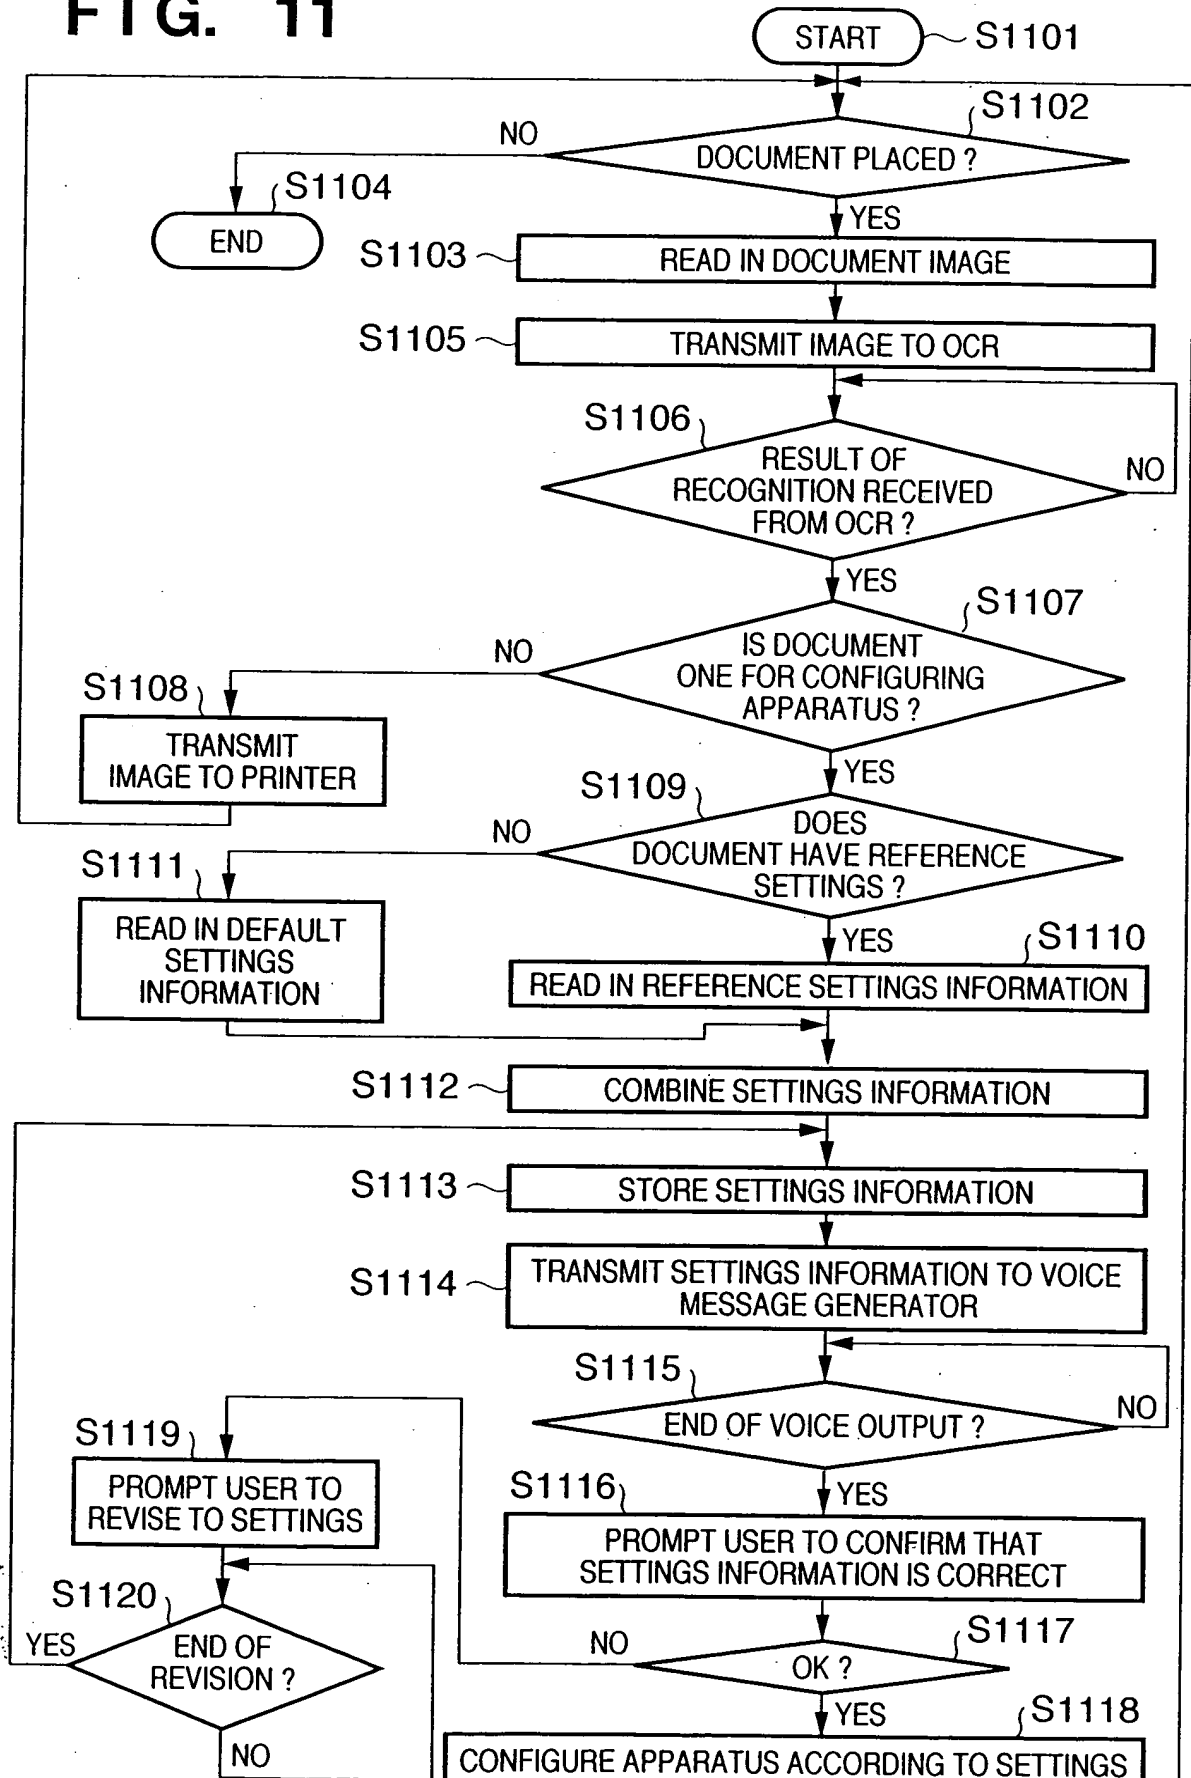 FIG. 11
START
S1101
S1102
NO
DOCUMENT PLACED ?
S1104
YES
END
S1103
READ IN DOCUMENT IMAGE
S1105
TRANSMIT IMAGE TO OCR
S1106
RESULT OF
RECOGNITION RECEIVED
FROM OCR ?
NO
YES
S1107
IS DOCUMENT
ONE FOR CONFIGURING
APPARATUS ?
NO
S1108
TRANSMIT
IMAGE TO PRINTER
YES
S1109
DOES
DOCUMENT HAVE REFERENCE
SETTINGS ?
NO
S1111
READ IN DEFAULT
SETTINGS
INFORMATION
YES
S1110
READ IN REFERENCE SETTINGS INFORMATION
S1112
COMBINE SETTINGS INFORMATION
S1113
STORE SETTINGS INFORMATION
S1114
TRANSMIT SETTINGS INFORMATION TO VOICE
MESSAGE GENERATOR
S1115
END OF VOICE OUTPUT ?
NO
S1119
PROMPT USER TO
REVISE TO SETTINGS
YES
S1116
PROMPT USER TO CONFIRM THAT
SETTINGS INFORMATION IS CORRECT
S1120
YES
END OF
REVISION ?
NO
S1117
OK ?
NO
YES
S1118
CONFIGURE APPARATUS ACCORDING TO SETTINGS